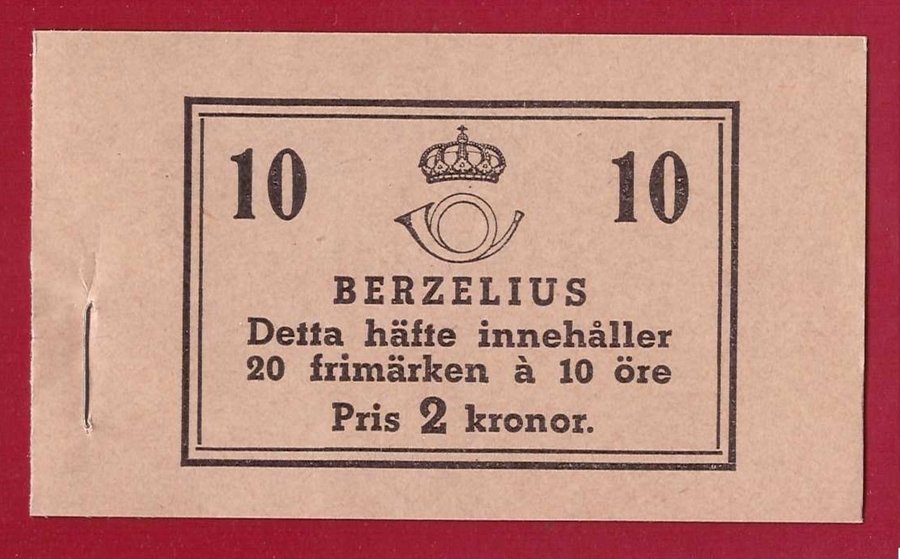 10 10
BERZELIUS
Detta häfte innehåller
20 frimärken à 10 öre
Pris 2 kronor.